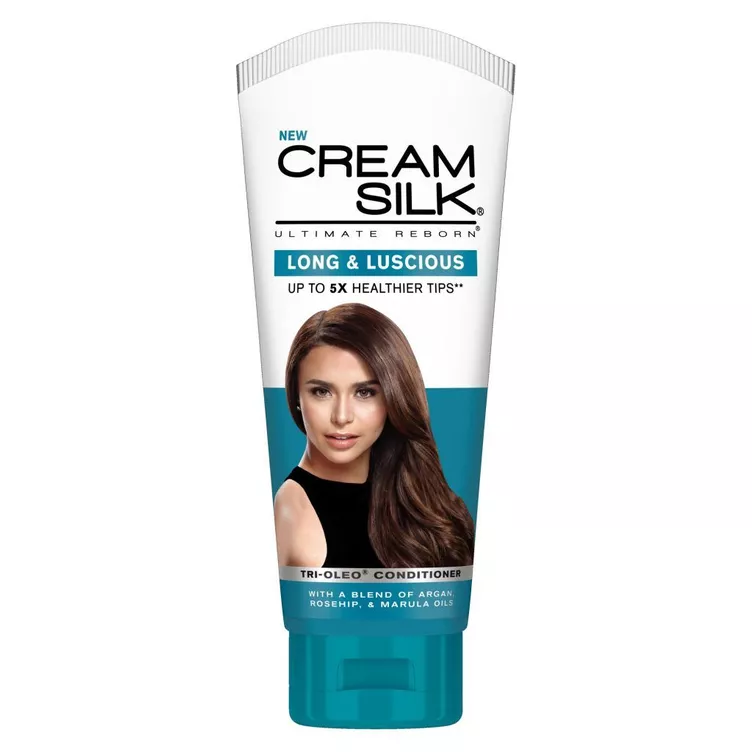 NEW
CREAM
SILK®
ULTIMATE REBORN®
LONG & LUSCIOUS
UP TO 5X HEALTHIER TIPS**
TRI-OLEO® CONDITIONER
WITH A BLEND OF ARGAN,
ROSEHIP, & MARULA OILS